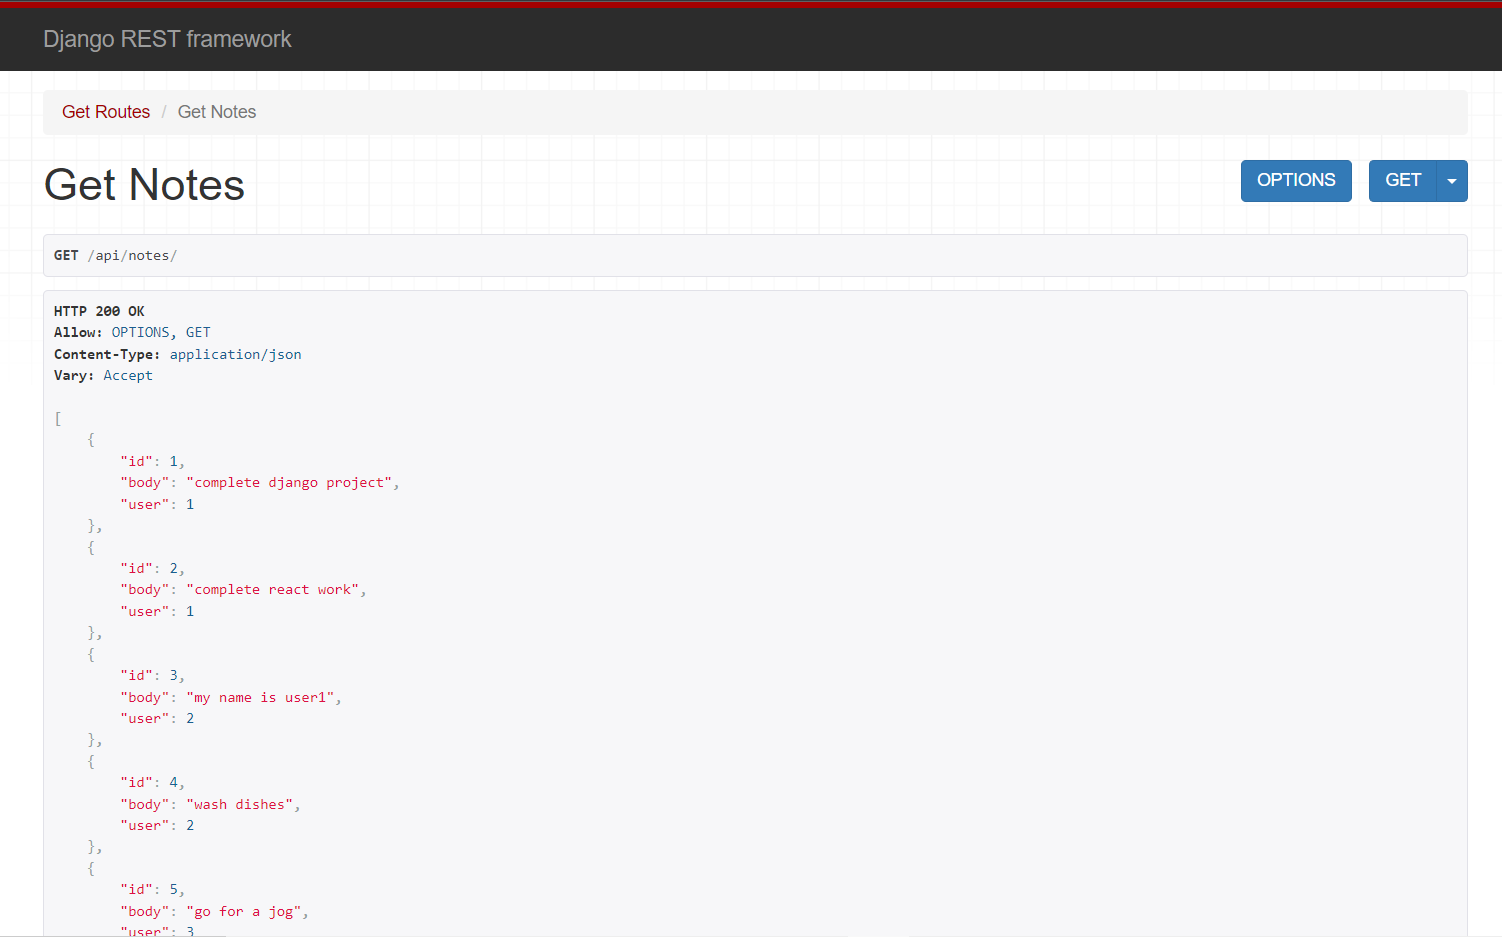 Django REST framework
Get Routes / Get Notes
Get Notes
OPTIONS
GET
GET /api/notes/
HTTP 200 OK
Allow: OPTIONS, GET
Content-Type: application/json
Vary: Accept
[
    {
        "id": 1,
        "body": "complete django project",
        "user": 1
    },
    {
        "id": 2,
        "body": "complete react work",
        "user": 1
    },
    {
        "id": 3,
        "body": "my name is user1",
        "user": 2
    },
    {
        "id": 4,
        "body": "wash dishes",
        "user": 2
    },
    {
        "id": 5,
        "body": "go for a jog",
        "user": 3